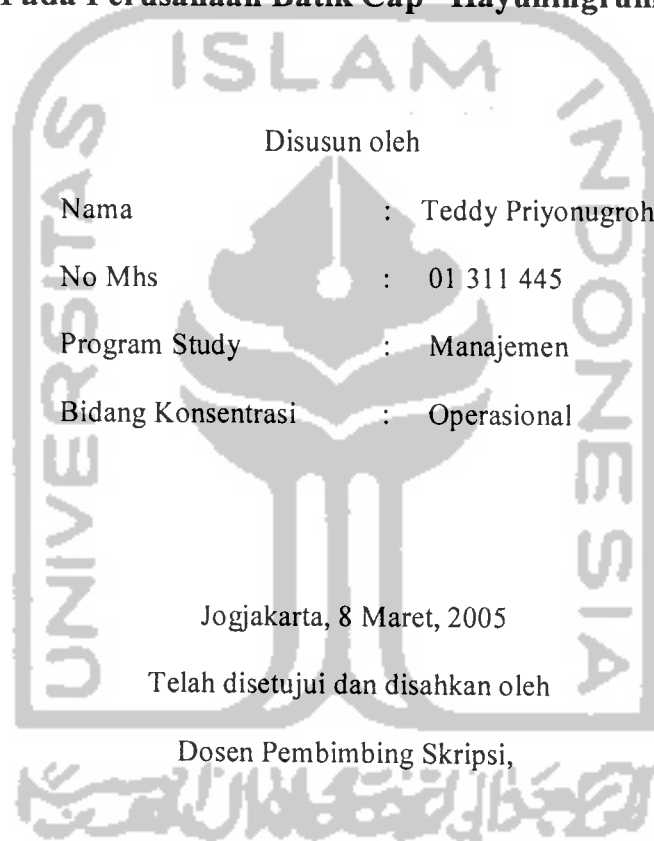 Pada Perusahaan Batik Cap "Hayuningrum
ISLAM
UNIVERSITAS
INDONESIA
Disusun oleh
Nama : Teddy Priyonugroh
No Mhs : 01 311 445
Program Study : Manajemen
Bidang Konsentrasi : Operasional
Jogjakarta, 8 Maret, 2005
Telah disetujui dan disahkan oleh
Dosen Pembimbing Skripsi,